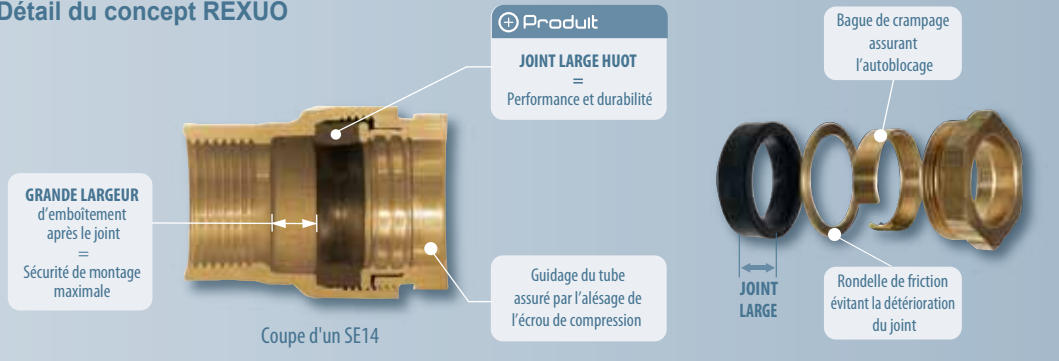 Détail du concept REXUO
Produit
JOINT LARGE HUOT
=
Performance et durabilité
Bague de crampage
assurant
l'autoblocage
GRANDE LARGEUR
d'emboîtement
après le joint
=
Sécurité de montage
maximale
Guidage du tube
assuré par l'alésage de
l'écrou de compression
Coupe d'un SE14
JOINT
LARGE
Rondelle de friction
évitant la détérioration
du joint